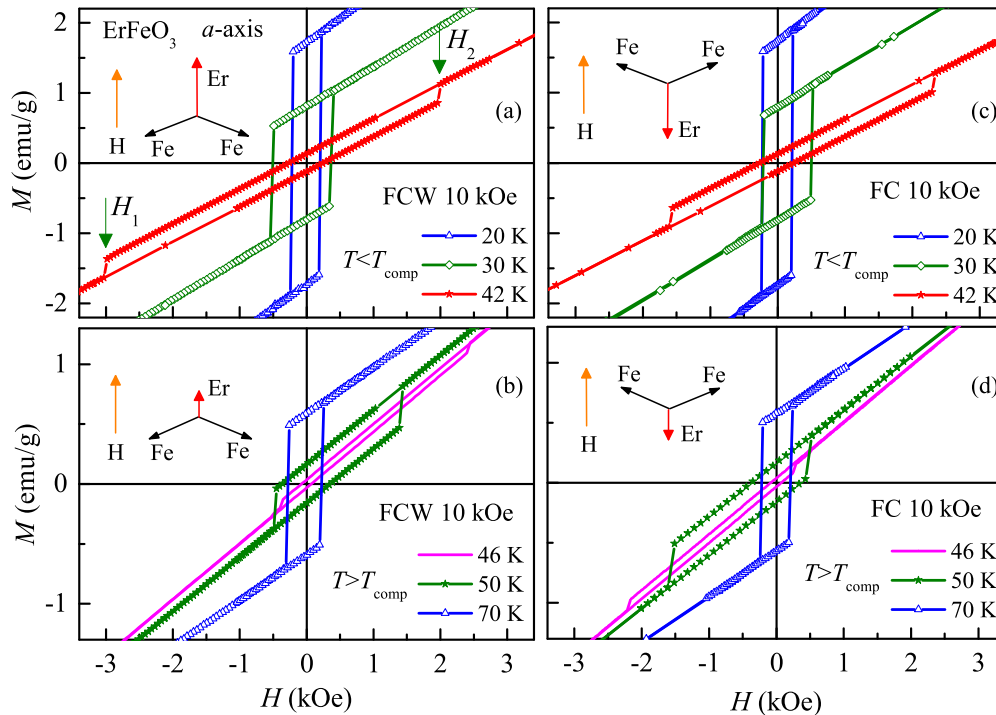 ErFeO3 a-axis
H2
Er
H
Fe
Fe
(a)
H1
FCW 10 kOe
T<Tcomp
20 K
30 K
42 K
M (emu/g)
2
1
0
-1
-2
Fe
Fe
H
Er
(c)
FC 10 kOe
T<Tcomp
20 K
30 K
42 K
Er
H
Fe
Fe
(b)
FCW 10 kOe
T>Tcomp
46 K
50 K
70 K
M (emu/g)
1
0
-1
-3 -2 -1 0 1 2 3
H (kOe)
Fe
Fe
H
Er
(d)
FC 10 kOe
T>Tcomp
46 K
50 K
70 K
-3 -2 -1 0 1 2 3
H (kOe)